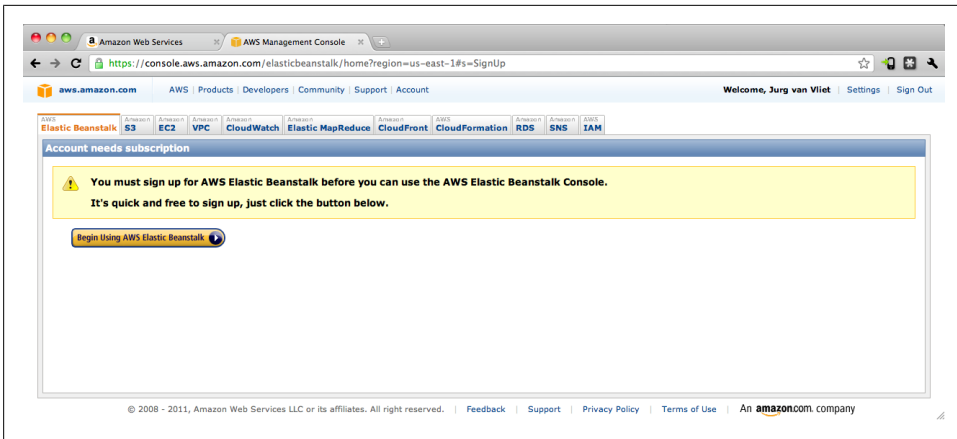 Amazon Web Services
AWS Management Console
https://console.aws.amazon.com/elasticbeanstalk/home?region=us-east-1#s=SignUp
aws.amazon.com AWS | Products | Developers | Community | Support | Account Welcome, Jurg van Vliet | Settings | Sign Out
AWS Elastic Beanstalk
Amazon S3
Amazon EC2
Amazon VPC
Amazon CloudWatch
Amazon Elastic MapReduce
Amazon CloudFront
AWS CloudFormation
Amazon RDS
Amazon SNS
AWS IAM
Account needs subscription
You must sign up for AWS Elastic Beanstalk before you can use the AWS Elastic Beanstalk Console.
It's quick and free to sign up, just click the button below.
Begin Using AWS Elastic Beanstalk
© 2008 - 2011, Amazon Web Services LLC or its affiliates. All right reserved. | Feedback | Support | Privacy Policy | Terms of Use | An amazon.com. company